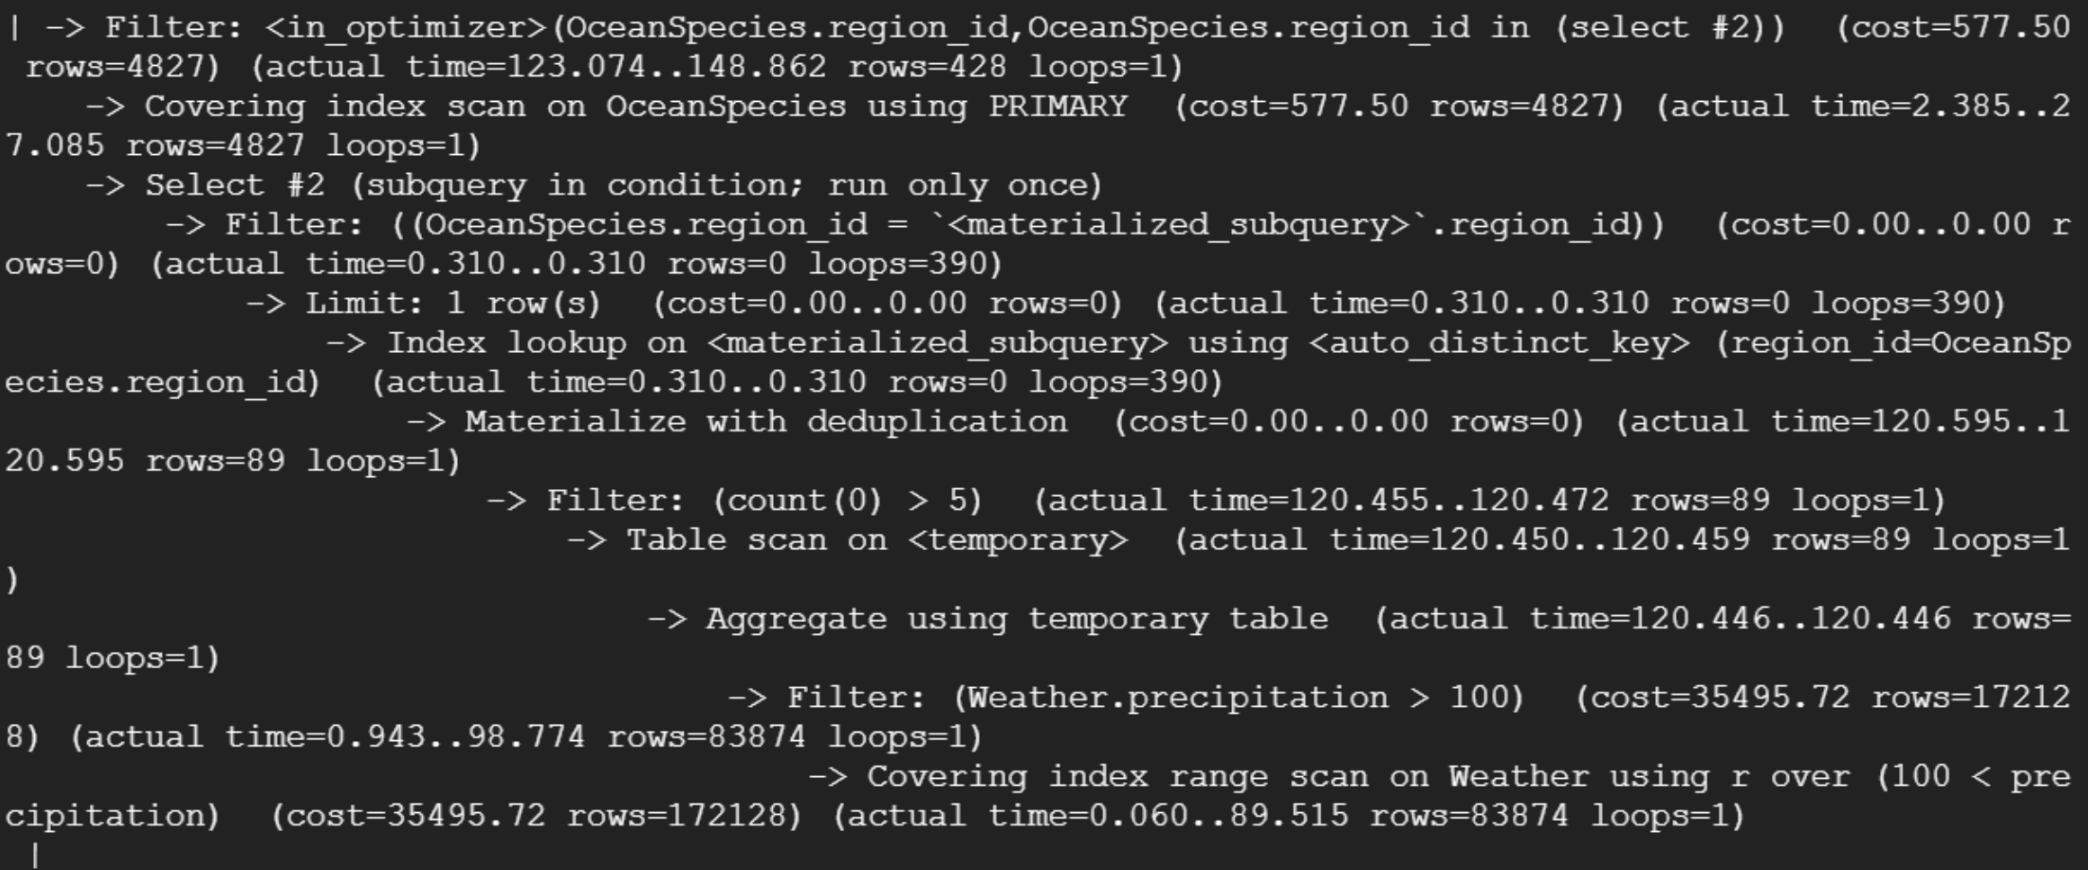 | -> Filter: <in_optimizer>(OceanSpecies.region_id,OceanSpecies.region_id in (select #2))  (cost=577.50
 rows=4827) (actual time=123.074..148.862 rows=428 loops=1)
    -> Covering index scan on OceanSpecies using PRIMARY  (cost=577.50 rows=4827) (actual time=2.385..2
7.085 rows=4827 loops=1)
    -> Select #2 (subquery in condition; run only once)
        -> Filter: ((OceanSpecies.region_id = `<materialized_subquery>`.region_id))  (cost=0.00..0.00 r
ows=0) (actual time=0.310..0.310 rows=0 loops=390)
            -> Limit: 1 row(s)  (cost=0.00..0.00 rows=0) (actual time=0.310..0.310 rows=0 loops=390)
                -> Index lookup on <materialized_subquery> using <auto_distinct_key> (region_id=OceanSp
ecies.region_id)  (actual time=0.310..0.310 rows=0 loops=390)
                    -> Materialize with deduplication  (cost=0.00..0.00 rows=0) (actual time=120.595..1
20.595 rows=89 loops=1)
                        -> Filter: (count(0) > 5)  (actual time=120.455..120.472 rows=89 loops=1)
                            -> Table scan on <temporary>  (actual time=120.450..120.459 rows=89 loops=1
)
                                -> Aggregate using temporary table  (actual time=120.446..120.446 rows=
89 loops=1)
                                    -> Filter: (Weather.precipitation > 100)  (cost=35495.72 rows=17212
8) (actual time=0.943..98.774 rows=83874 loops=1)
                                        -> Covering index range scan on Weather using r over (100 < pre
cipitation)  (cost=35495.72 rows=172128) (actual time=0.060..89.515 rows=83874 loops=1)
 |